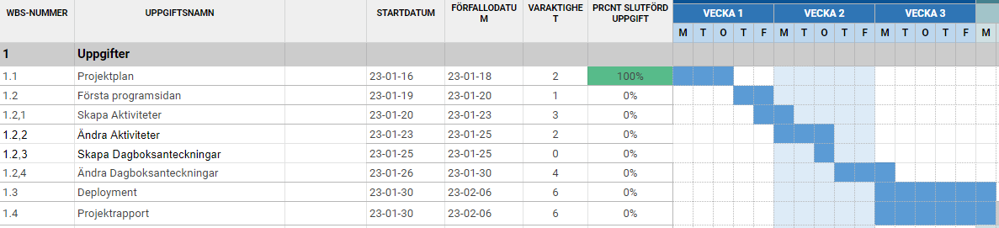 WBS-NUMMER UPPGIFTSNAMN STARTDATUM FÖRFALLODATU VARAKTIGHE PRCNT SLUTFÖRD
M T UPPGIFT
VECKA 1 VECKA 2 VECKA 3
M T O T F M T O T F M T O T F M
1 Uppgifter
1.1 Projektplan 23-01-16 23-01-18 2 100%
1.2 Första programsidan 23-01-19 23-01-20 1 0%
1.2,1 Skapa Aktiviteter 23-01-20 23-01-23 3 0%
1.2,2 Ändra Aktiviteter 23-01-23 23-01-25 2 0%
1.2,3 Skapa Dagboksanteckningar 23-01-25 23-01-25 0 0%
1.2,4 Ändra Dagboksanteckningar 23-01-26 23-01-30 4 0%
1.3 Deployment 23-01-30 23-02-06 6 0%
1.4 Projektrapport 23-01-30 23-02-06 6 0%